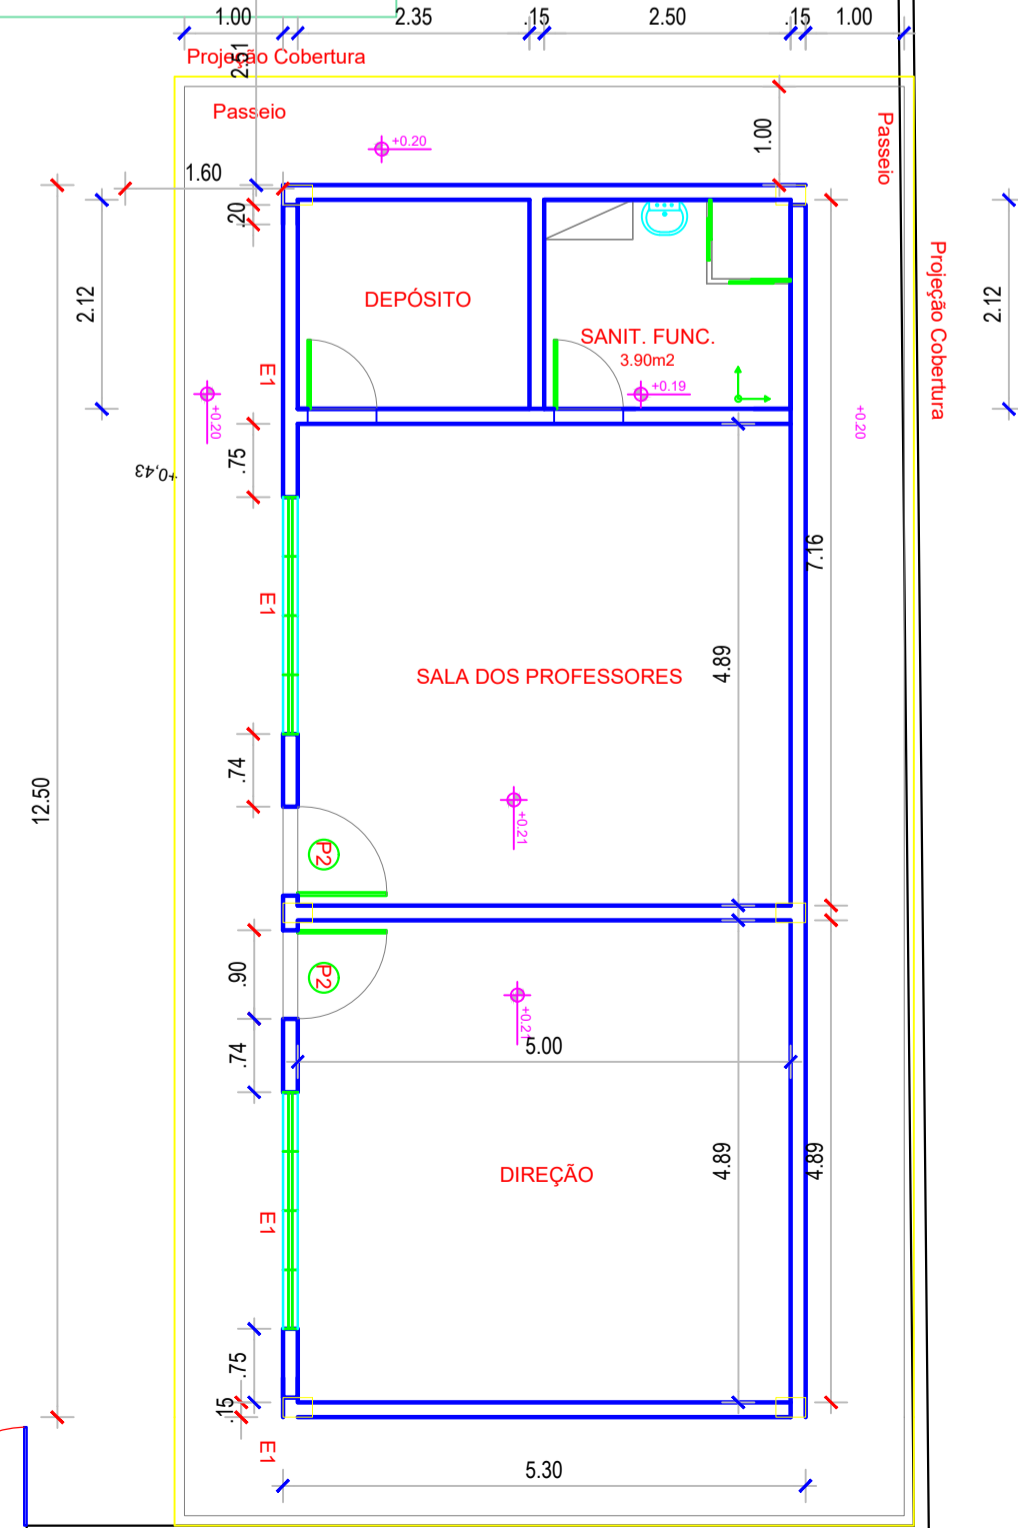 1.00
2.35
.15
2.50
.15
1.00
Projeção Cobertura
2.51
Passeio
+0.20
1.00
Passeio
1.60
.20
2.12
DEPÓSITO
SANIT. FUNC.
3.90m2
+0.19
E1
+0.20
+0.20
Projeção Cobertura
2.12
+0,43
.75
7.16
E1
SALA DOS PROFESSORES
4.89
.74
12.50
+0.21
P2
P2
.90
+0.21
5.00
.74
4.89
4.89
DIREÇÃO
E1
.75
.15
E1
5.30